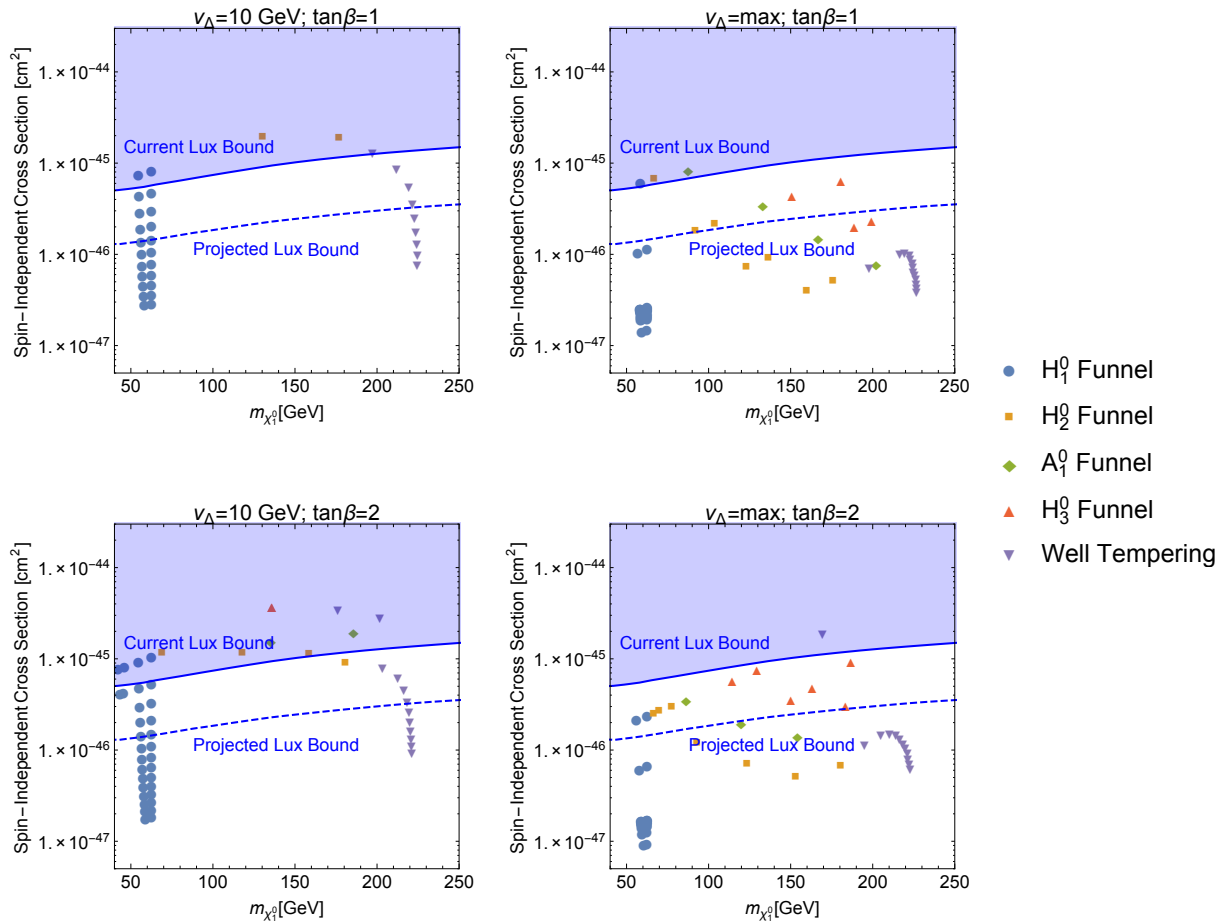 v_Δ=10 GeV; tanβ=1
Spin-Independent Cross Section [cm²]
1.×10⁻⁴⁴
1.×10⁻⁴⁵
1.×10⁻⁴⁶
1.×10⁻⁴⁷
Current Lux Bound
Projected Lux Bound
50 100 150 200 250
m_χ₁⁰[GeV]
v_Δ=max; tanβ=1
Spin-Independent Cross Section [cm²]
1.×10⁻⁴⁴
1.×10⁻⁴⁵
1.×10⁻⁴⁶
1.×10⁻⁴⁷
Current Lux Bound
Projected Lux Bound
50 100 150 200 250
m_χ₁⁰[GeV]
H₁⁰ Funnel
H₂⁰ Funnel
A₁⁰ Funnel
H₃⁰ Funnel
Well Tempering
v_Δ=10 GeV; tanβ=2
Spin-Independent Cross Section [cm²]
1.×10⁻⁴⁴
1.×10⁻⁴⁵
1.×10⁻⁴⁶
1.×10⁻⁴⁷
Current Lux Bound
Projected Lux Bound
50 100 150 200 250
m_χ₁⁰[GeV]
v_Δ=max; tanβ=2
Spin-Independent Cross Section [cm²]
1.×10⁻⁴⁴
1.×10⁻⁴⁵
1.×10⁻⁴⁶
1.×10⁻⁴⁷
Current Lux Bound
Projected Lux Bound
50 100 150 200 250
m_χ₁⁰[GeV]